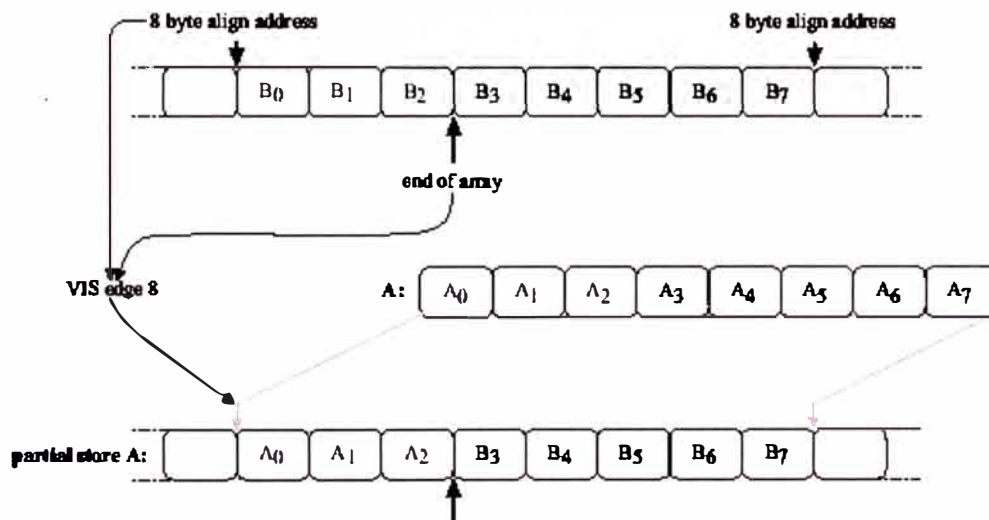 8 byte align address 8 byte align address
B0 B1 B2 B3 B4 B5 B6 B7
end of array
VIS edge 8
A: A0 A1 A2 A3 A4 A5 A6 A7
partial store A: A0 A1 A2 B3 B4 B5 B6 B7